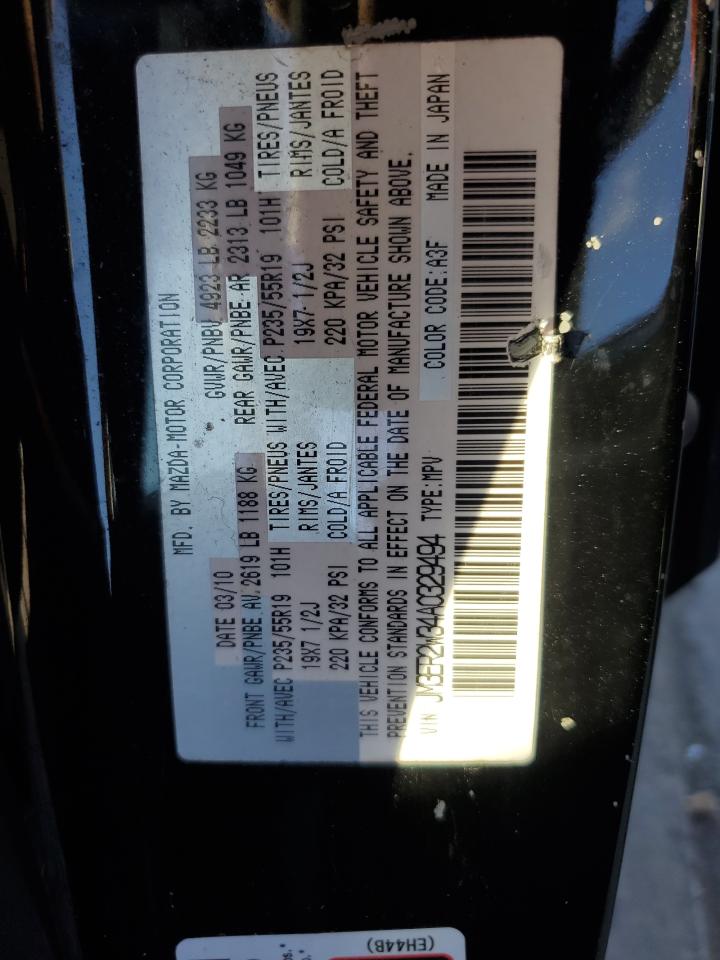 MFD. BY MAZDA-MOTOR CORPORATION
DATE 03/10 GVWR/PNBV 4923 LB 2233 KG
FRONT GAWR/PNBE AV 2619 LB 1188 KG REAR GAWR/PNBE AR 2313 LB 1049 KG
WITH/AVEC P235/55R19 101H TIRES/PNEUS WITH/AVEC P235/55R19 101H TIRES/PNEUS
19X7 1/2J RIMS/JANTES 19X7 1/2J RIMS/JANTES
220 KPA/32 PSI COLD/A FROID 220 KPA/32 PSI COLD/A FROID
THIS VEHICLE CONFORMS TO ALL APPLICABLE FEDERAL MOTOR VEHICLE SAFETY AND THEFT
PREVENTION STANDARDS IN EFFECT ON THE DATE OF MANUFACTURE SHOWN ABOVE.
VIN JM3ER2W34A0329494 TYPE:MPV COLOR CODE:A3F MADE IN JAPAN
(EH44B)